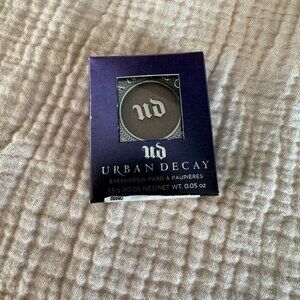 ud
ud
URBAN DECAY
EYESHADOW FARD À PAUPIÈRES
1.5 g POIDS NET/NET WT. 0.05 oz